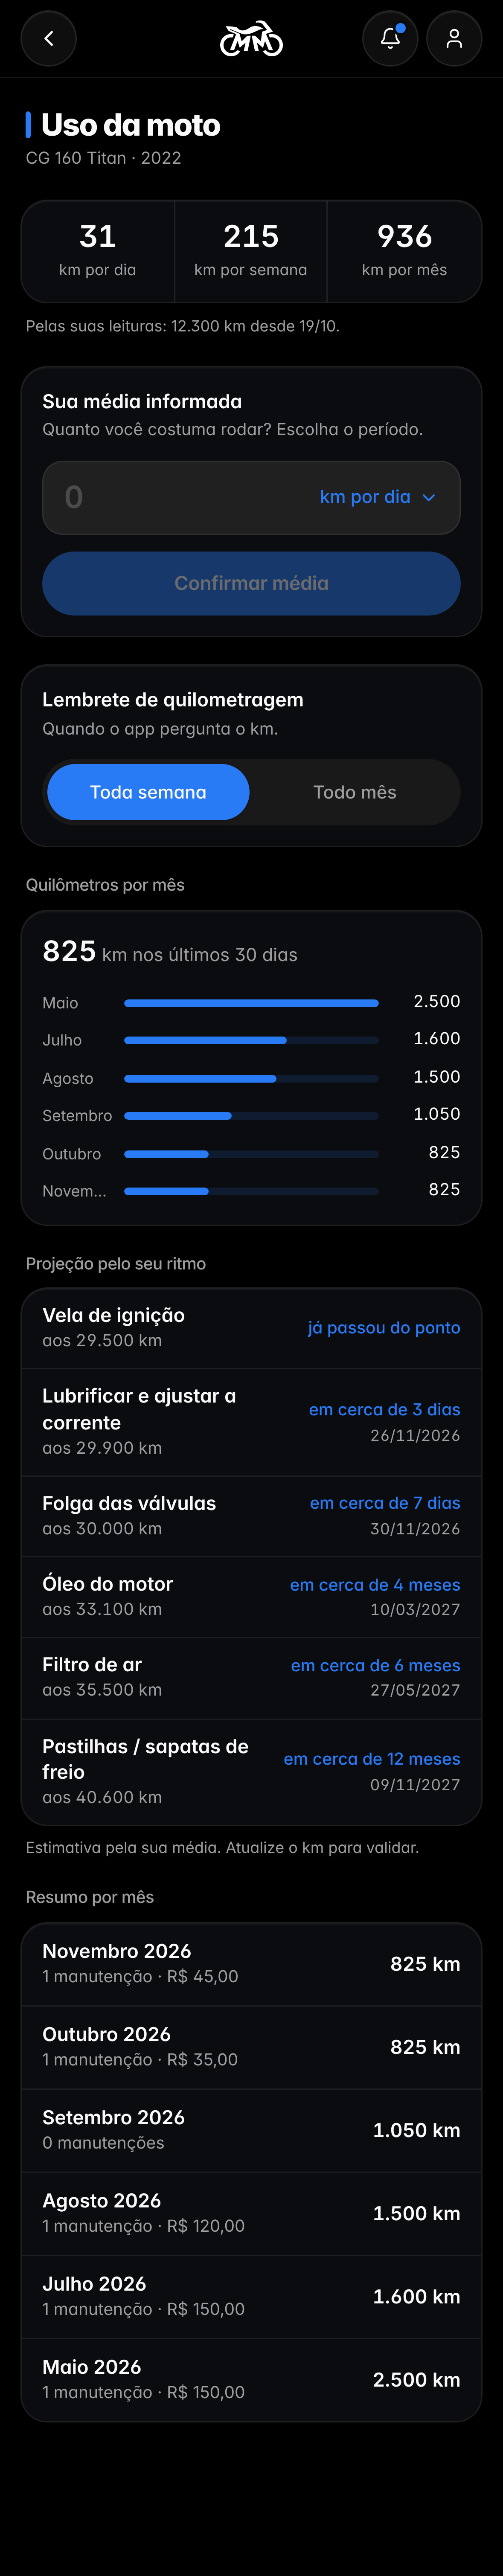 MM
Uso da moto
CG 160 Titan · 2022
31
km por dia
215
km por semana
936
km por mês
Pelas suas leituras: 12.300 km desde 19/10.
Sua média informada
Quanto você costuma rodar? Escolha o período.
0
km por dia
Confirmar média
Lembrete de quilometragem
Quando o app pergunta o km.
Toda semana
Todo mês
Quilômetros por mês
825 km nos últimos 30 dias
Maio 2.500
Julho 1.600
Agosto 1.500
Setembro 1.050
Outubro 825
Novem... 825
Projeção pelo seu ritmo
Vela de ignição
aos 29.500 km
já passou do ponto
Lubrificar e ajustar a
corrente
aos 29.900 km
em cerca de 3 dias
26/11/2026
Folga das válvulas
aos 30.000 km
em cerca de 7 dias
30/11/2026
Óleo do motor
aos 33.100 km
em cerca de 4 meses
10/03/2027
Filtro de ar
aos 35.500 km
em cerca de 6 meses
27/05/2027
Pastilhas / sapatas de
freio
aos 40.600 km
em cerca de 12 meses
09/11/2027
Estimativa pela sua média. Atualize o km para validar.
Resumo por mês
Novembro 2026
1 manutenção · R$ 45,00
825 km
Outubro 2026
1 manutenção · R$ 35,00
825 km
Setembro 2026
0 manutenções
1.050 km
Agosto 2026
1 manutenção · R$ 120,00
1.500 km
Julho 2026
1 manutenção · R$ 150,00
1.600 km
Maio 2026
1 manutenção · R$ 150,00
2.500 km